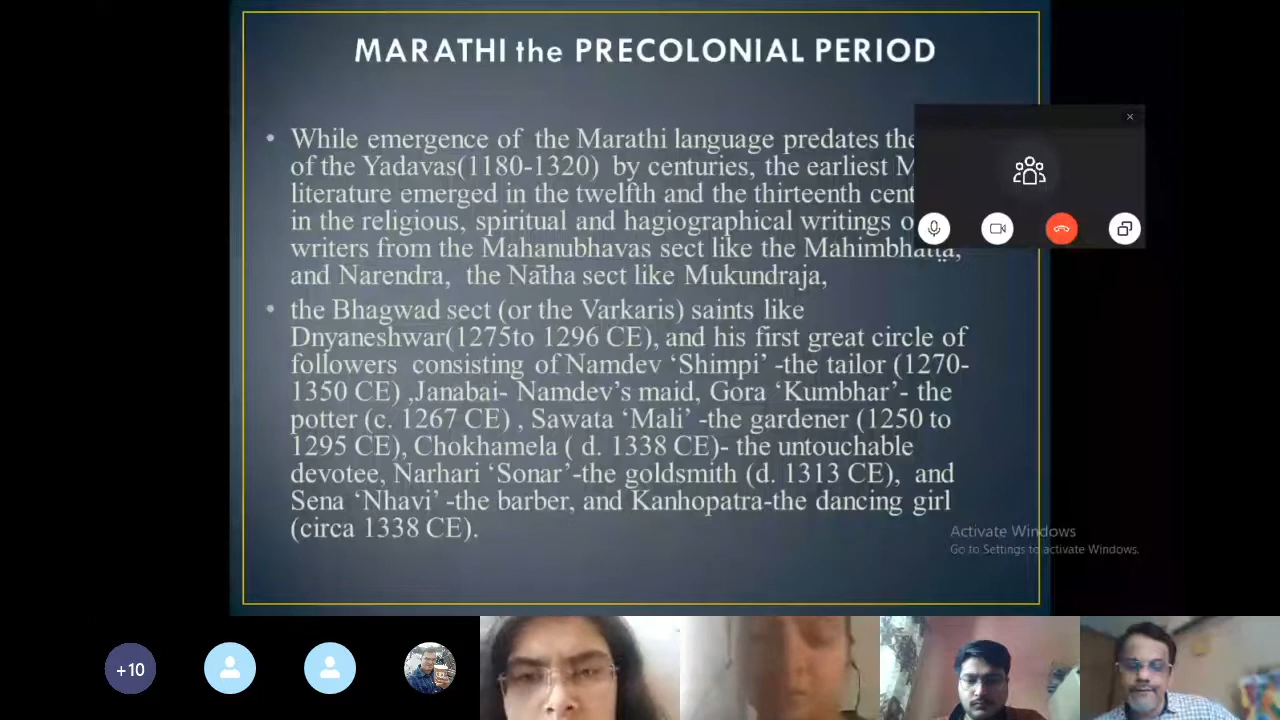 MARATHI the PRECOLONIAL PERIOD
• While emergence of the Marathi language predates the
of the Yadavas(1180-1320) by centuries, the earliest
literature emerged in the twelfth and the thirteenth
in the religious, spiritual and hagiographical writings
writers from the Mahanubhavas sect like the Mahimbhaṭṭa,
and Narendra, the Nātha sect like Mukundraja,
• the Bhagwad sect (or the Varkaris) saints like
Dnyaneshwar(1275to 1296 CE), and his first great circle of
followers consisting of Namdev ‘Shimpi’ -the tailor (1270-
1350 CE) ,Janabai- Namdev’s maid, Gora ‘Kumbhar’- the
potter (c. 1267 CE) , Sawata ‘Mali’ -the gardener (1250 to
1295 CE), Chokhamela ( d. 1338 CE)- the untouchable
devotee, Narhari ‘Sonar’-the goldsmith (d. 1313 CE), and
Sena ‘Nhavi’ -the barber, and Kanhopatra-the dancing girl
(circa 1338 CE).
Activate Windows
Go to Settings to activate Windows.
+10